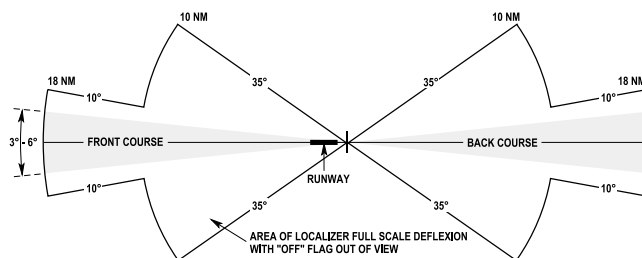 10 NM
10 NM
18 NM
18 NM
10°
35°
35°
10°
3° - 6°
FRONT COURSE
BACK COURSE
RUNWAY
10°
35°
35°
10°
AREA OF LOCALIZER FULL SCALE DEFLEXION
WITH "OFF" FLAG OUT OF VIEW